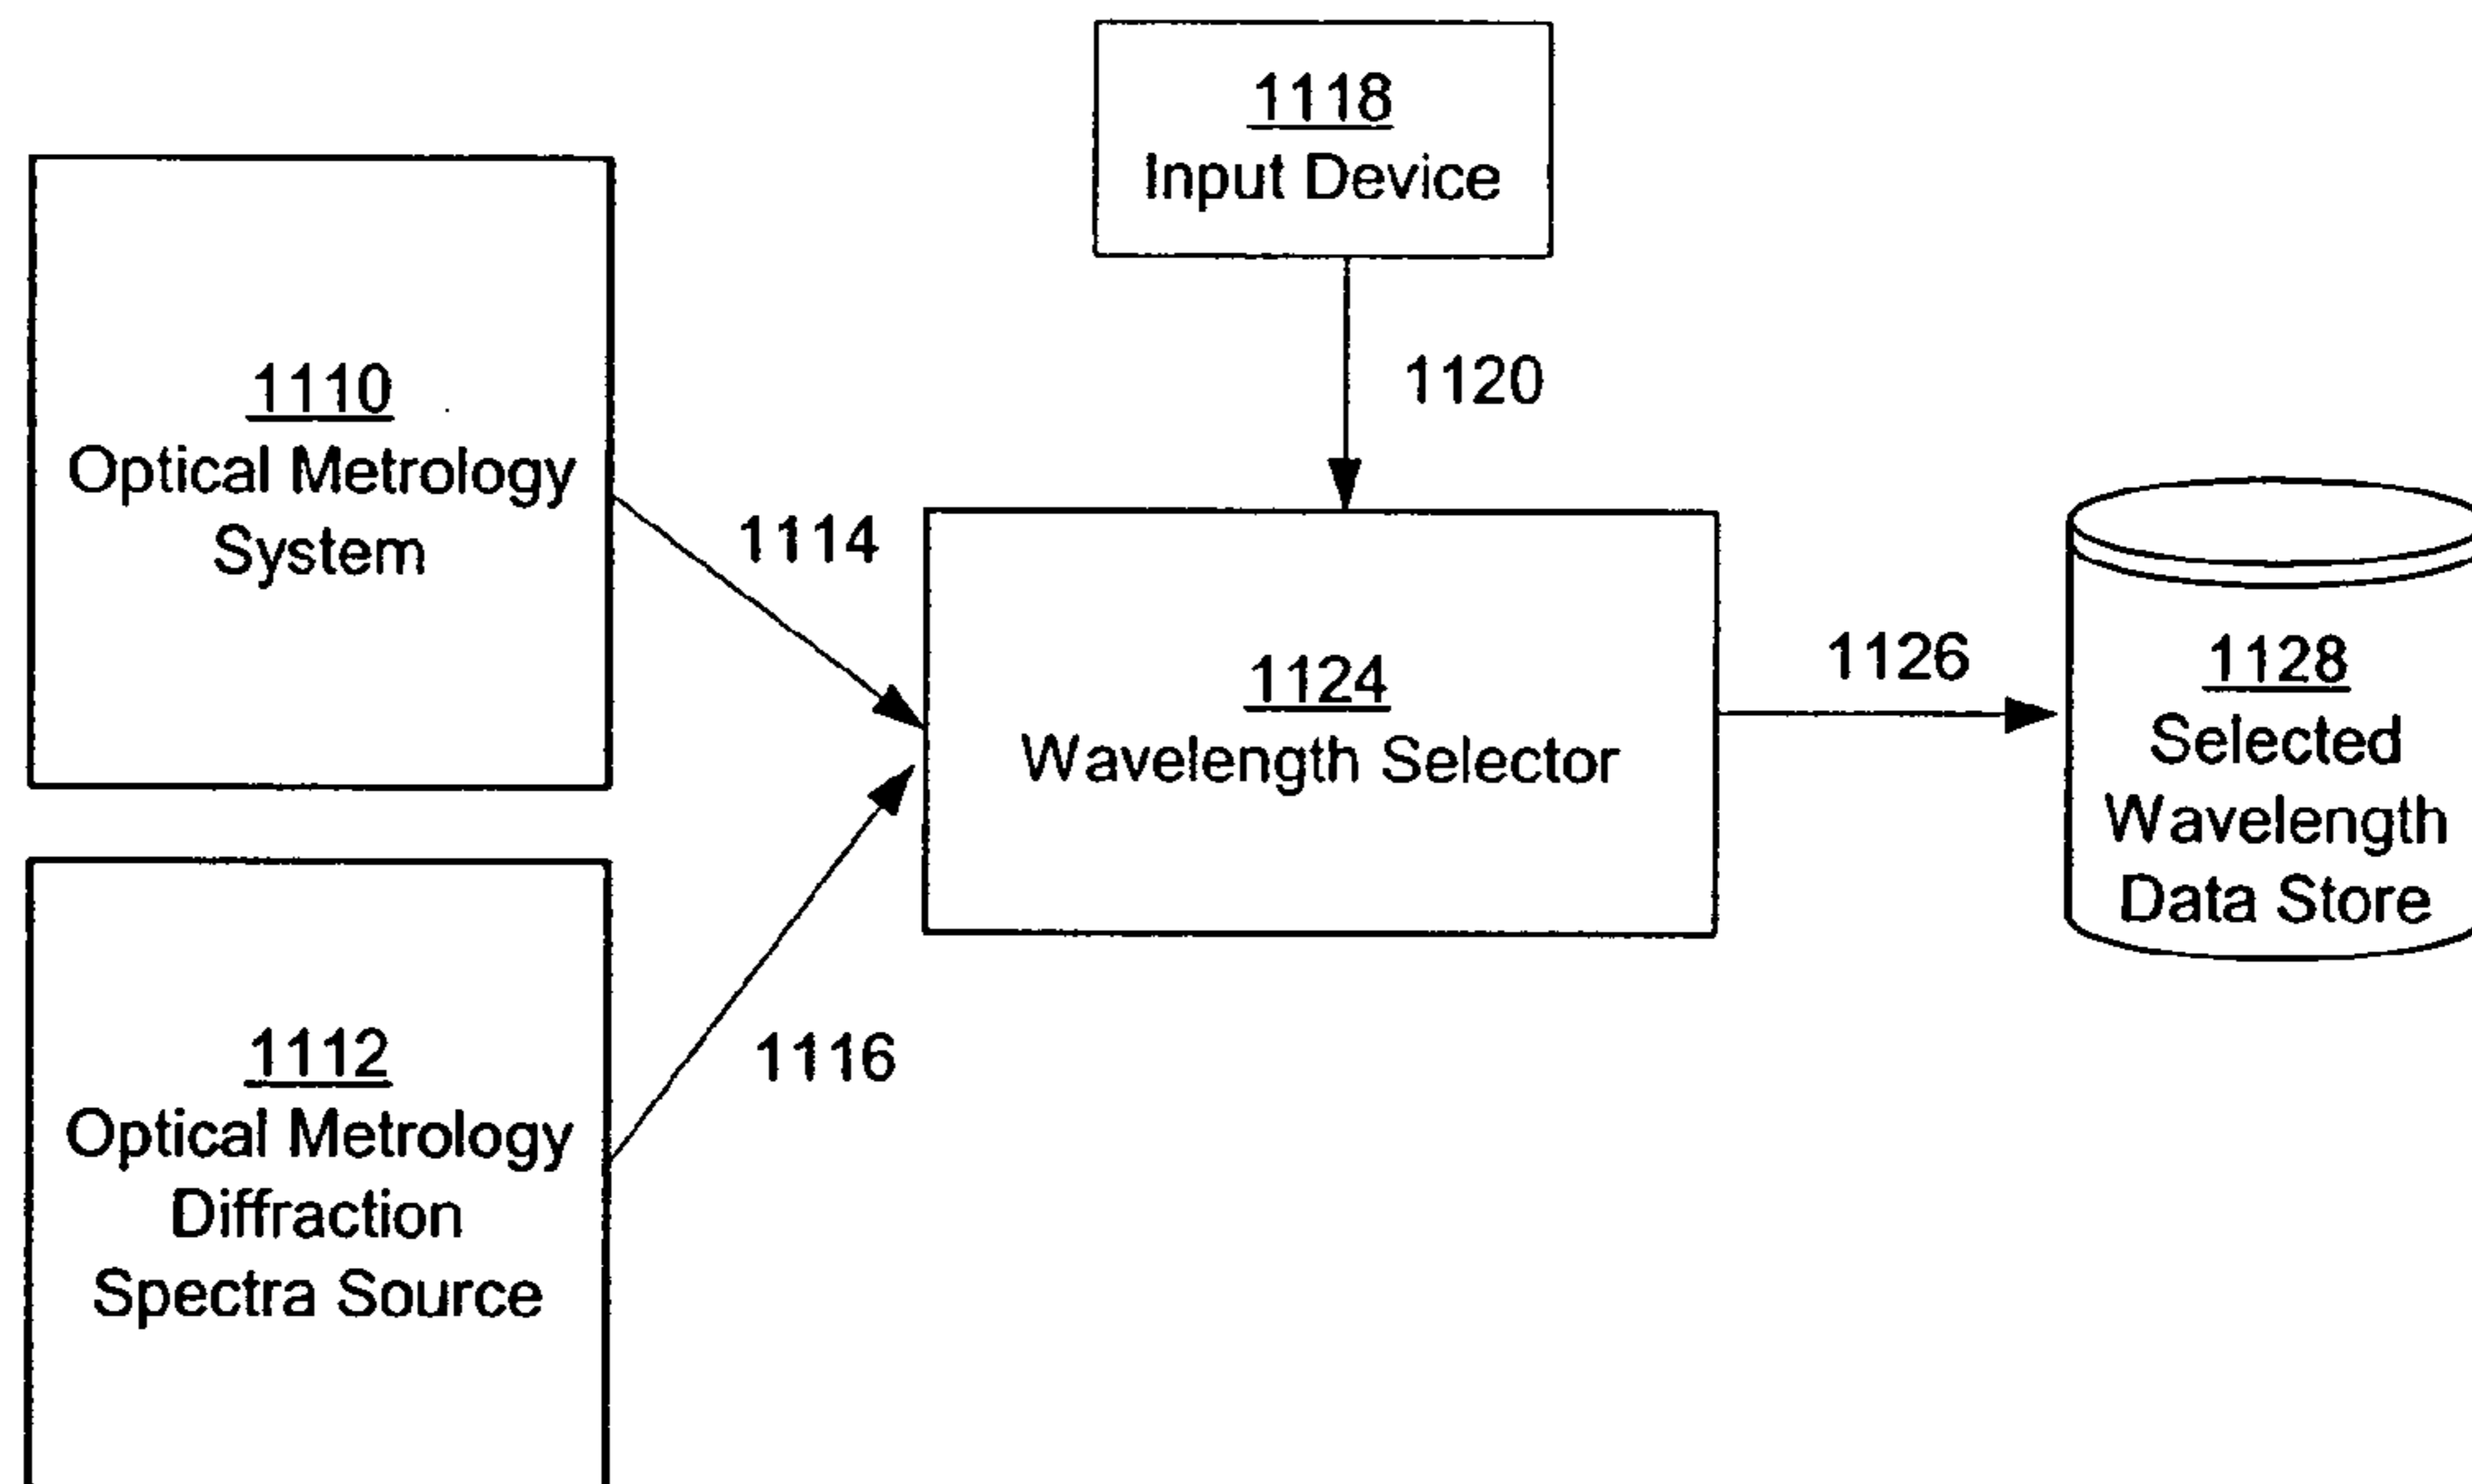 1118
Input Device
1110
Optical Metrology
System
1120
1114
1124
Wavelength Selector
1126
1128
Selected
Wavelength
Data Store
1112
Optical Metrology
Diffraction
Spectra Source
1116